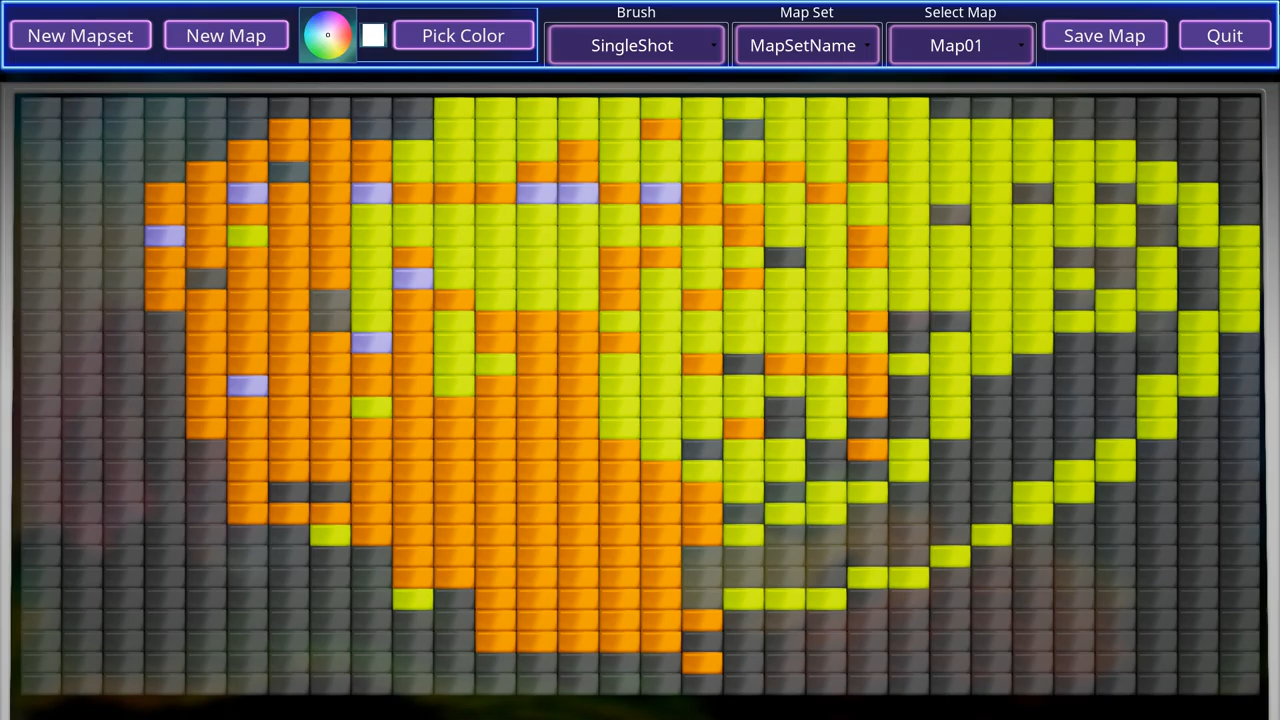 New Mapset
New Map
Pick Color
Brush
SingleShot
Map Set
MapSetName
Select Map
Map01
Save Map
Quit